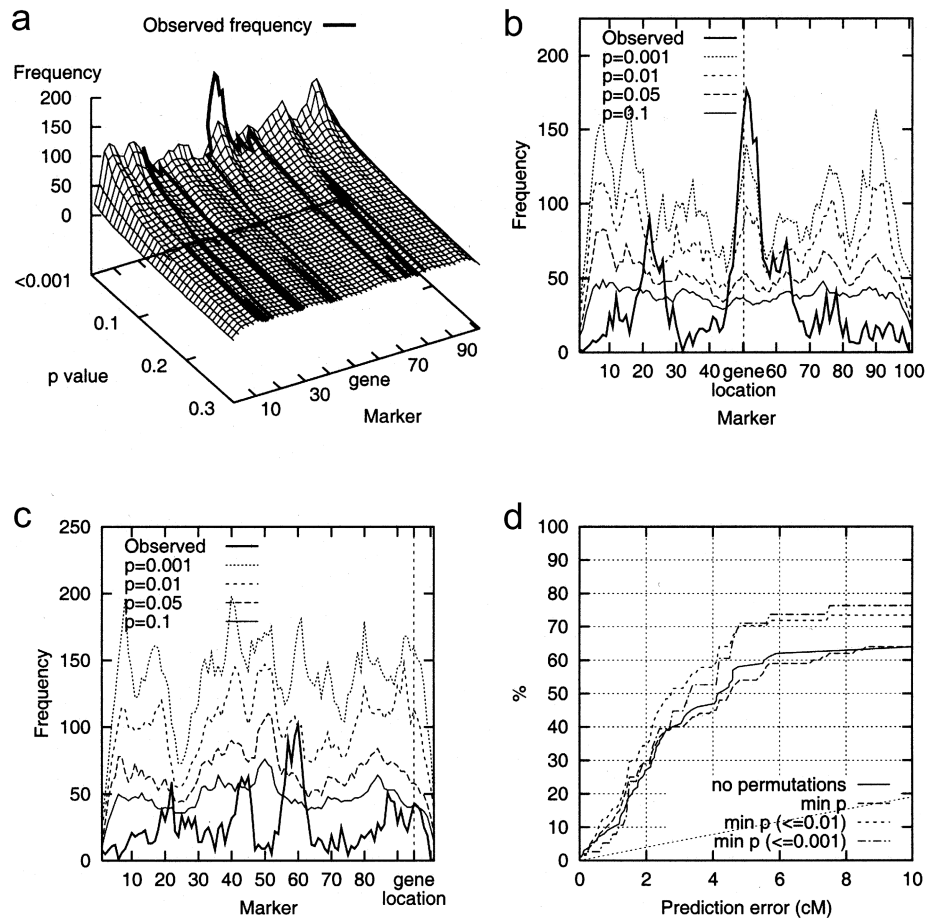 a
Observed frequency
Frequency
200
150
100
50
0
<0.001
0.1
0.2
0.3
p value
10
30
gene
70
90
Marker
b
Observed
p=0.001
p=0.01
p=0.05
p=0.1
200
150
100
50
0
Frequency
10 20 30 40 gene 60 70 80 90 100
location
Marker
c
Observed
p=0.001
p=0.01
p=0.05
p=0.1
250
200
150
100
50
0
Frequency
10 20 30 40 50 60 70 80 gene
location
Marker
d
100
90
80
70
60
50
40
30
20
10
0
%
no permutations
min p
min p (<=0.01)
min p (<=0.001)
0 2 4 6 8 10
Prediction error (cM)